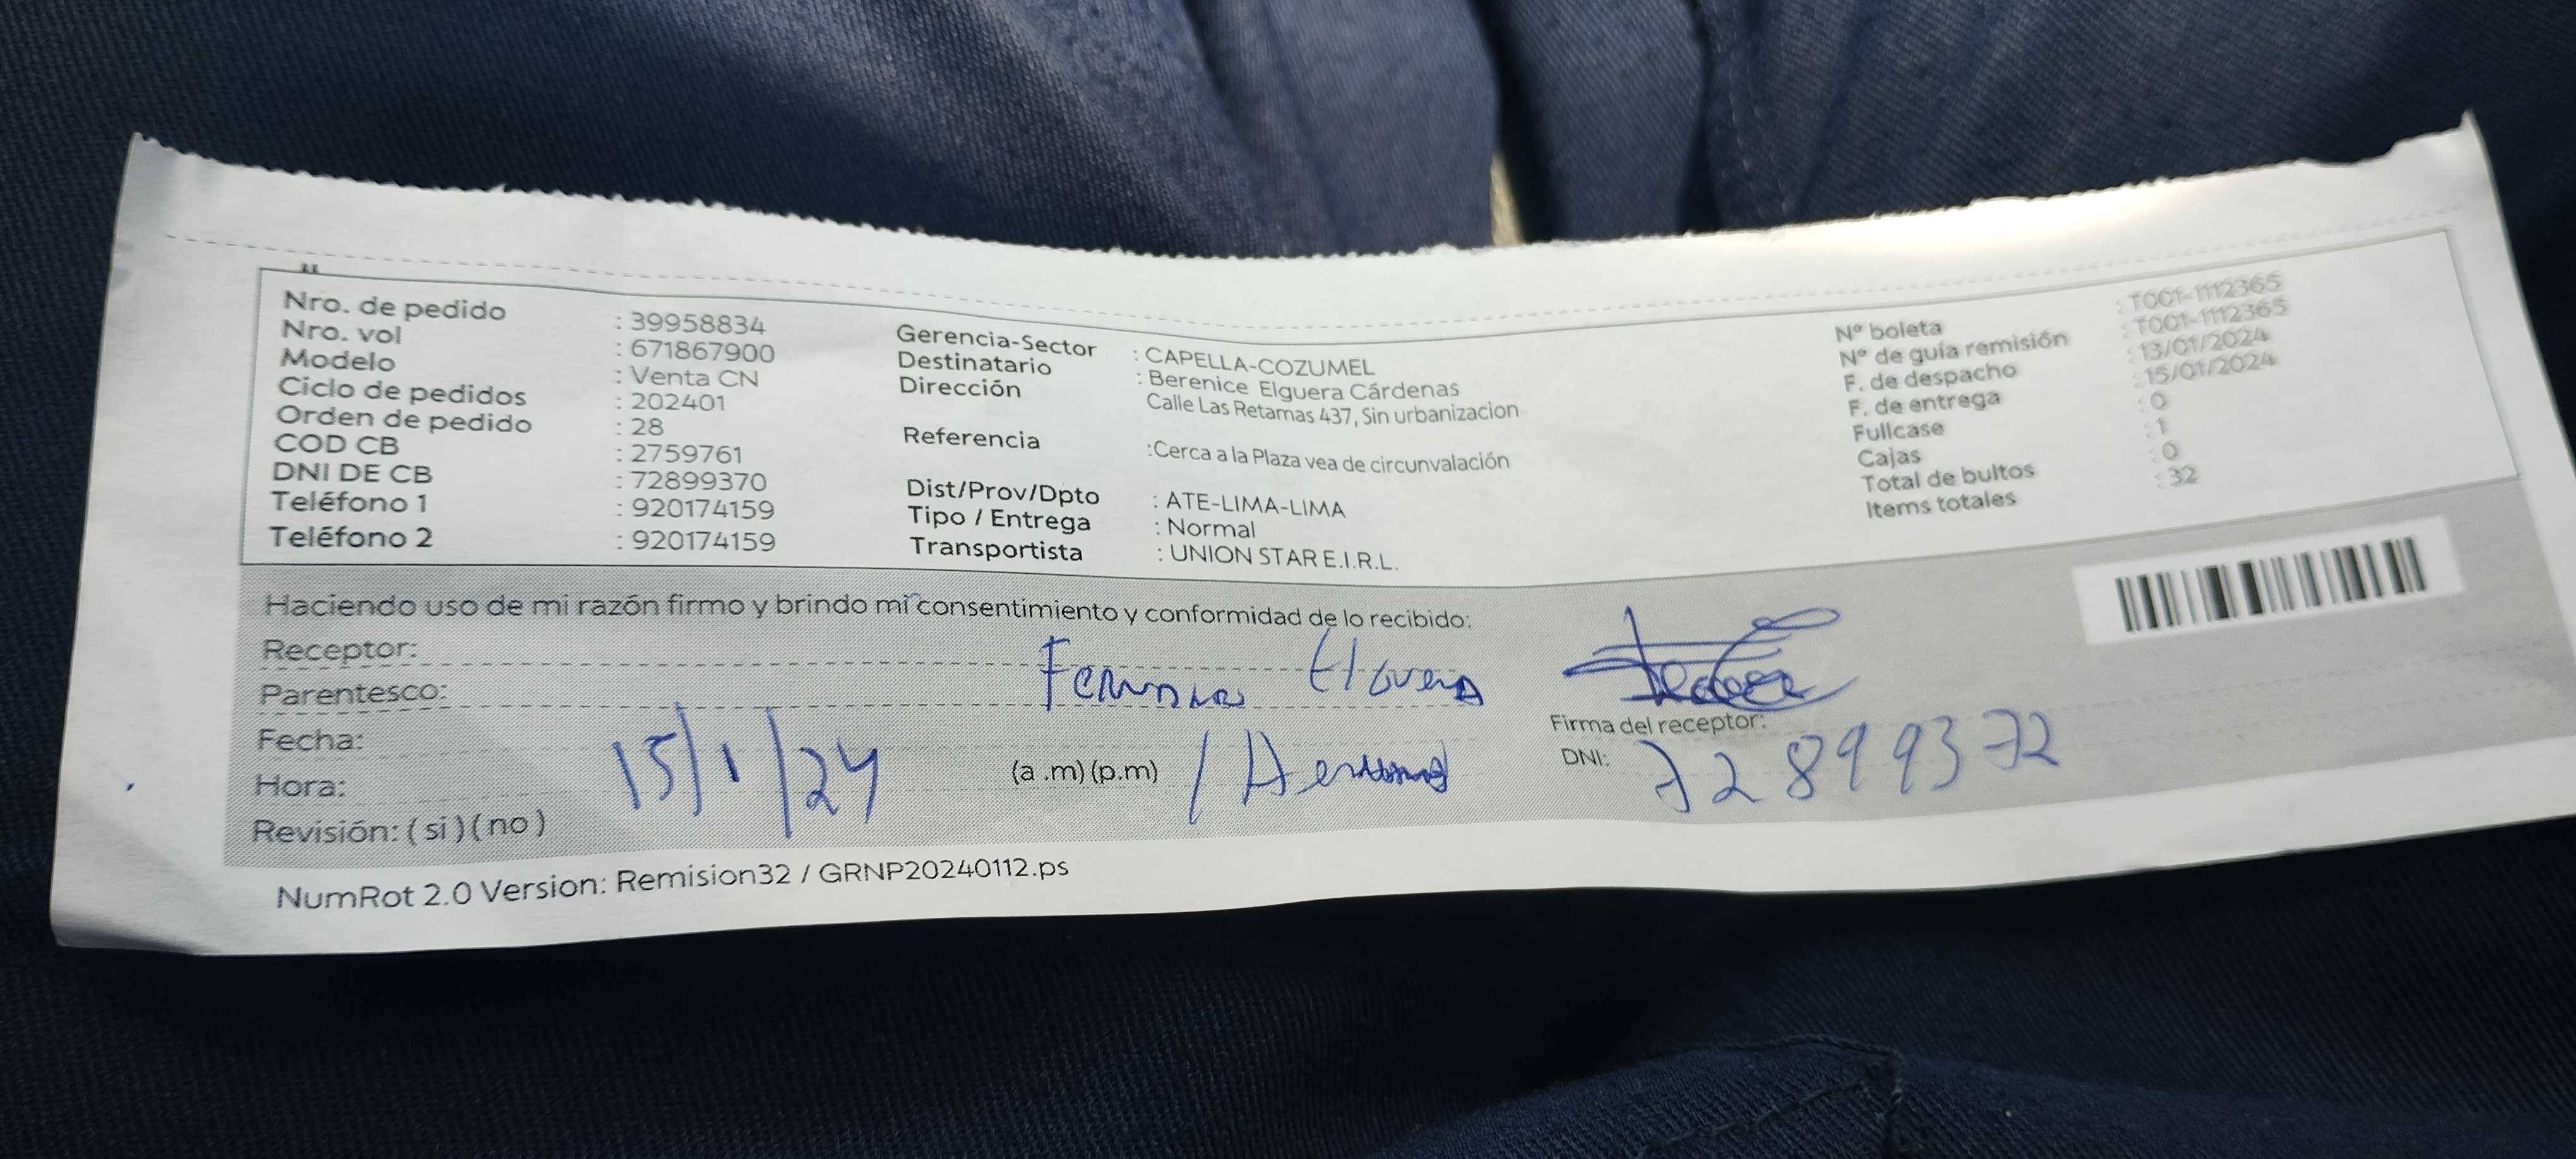 Nro. de pedido : 39958834
Nro. vol : 671867900
Modelo : Venta CN
Ciclo de pedidos : 202401
Orden de pedido : 28
COD CB : 2759761
DNI DE CB : 72899370
Teléfono 1 : 920174159
Teléfono 2 : 920174159
Gerencia-Sector : CAPELLA-COZUMEL
Destinatario : Berenice Elguera Cárdenas
Dirección Calle Las Retamas 437, Sin urbanizacion
Referencia :Cerca a la Plaza vea de circunvalación
Dist/Prov/Dpto : ATE-LIMA-LIMA
Tipo / Entrega : Normal
Transportista : UNION STAR E.I.R.L.
Nº boleta : T001-1112365
Nº de guía remisión : T001-1112365
F. de despacho : 13/01/2024
F. de entrega : 15/01/2024
Fullcase : 0
Cajas : 1
Total de bultos : 0
Items totales : 32
Haciendo uso de mi razón firmo y brindo mi consentimiento y conformidad de lo recibido:
Receptor:
Parentesco:
Fecha: 15/1/24
Hora: (a .m) (p.m)
Revisión: ( si ) ( no )
Firma del receptor:
DNI: 72899372
NumRot 2.0 Version: Remision32 / GRNP20240112.ps